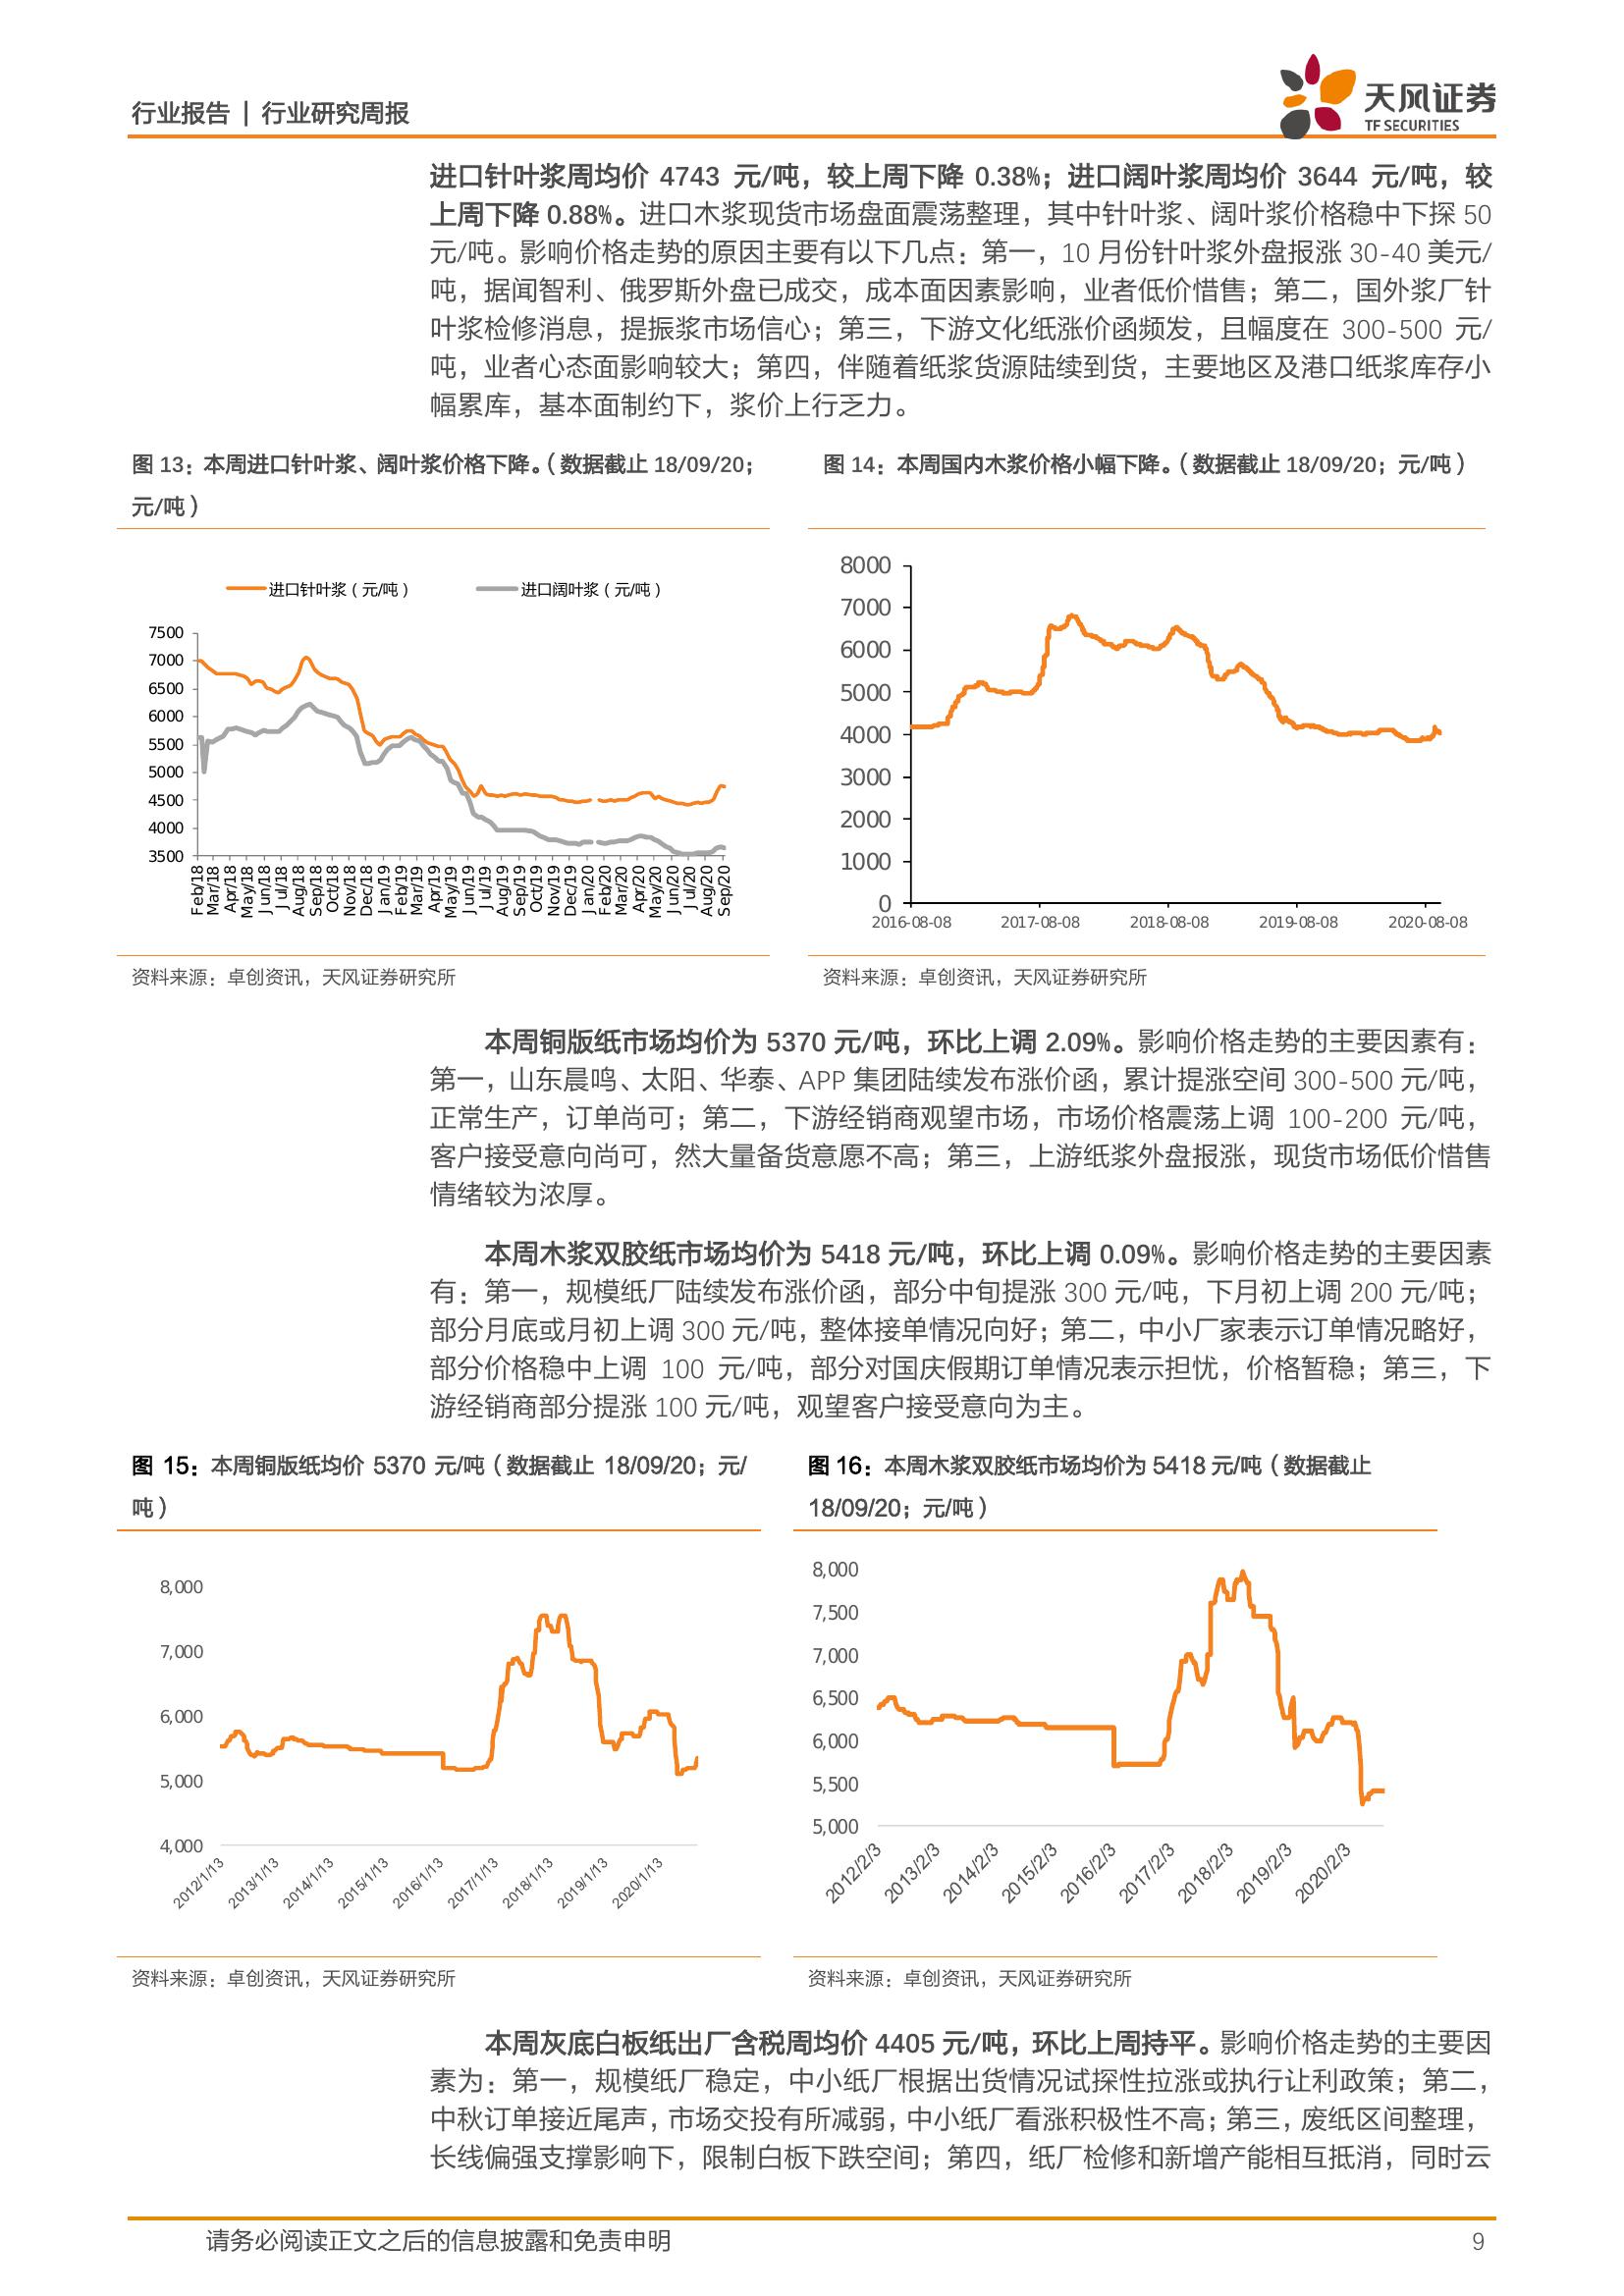 行业报告 | 行业研究周报
天风证券
TF SECURITIES
进口针叶浆周均价 4743 元/吨，较上周下降 0.38%；进口阔叶浆周均价 3644 元/吨，较
上周下降 0.88%。进口木浆现货市场盘面震荡整理，其中针叶浆、阔叶浆价格稳中下探 50
元/吨。影响价格走势的原因主要有以下几点：第一，10 月份针叶浆外盘报涨 30-40 美元/
吨，据闻智利、俄罗斯外盘已成交，成本面因素影响，业者低价惜售；第二，国外浆厂针
叶浆检修消息，提振浆市场信心；第三，下游文化纸涨价函频发，且幅度在 300-500 元/
吨，业者心态面影响较大；第四，伴随着纸浆货源陆续到货，主要地区及港口纸浆库存小
幅累库，基本面制约下，浆价上行乏力。
图 13：本周进口针叶浆、阔叶浆价格下降。（数据截止 18/09/20；
元/吨）
进口针叶浆（元/吨） 进口阔叶浆（元/吨）
7500
7000
6500
6000
5500
5000
4500
4000
3500
Feb/18 Mar/18 Apr/18 May/18 Jun/18 Jul/18 Aug/18 Sep/18 Oct/18 Nov/18 Dec/18 Jan/19 Feb/19 Mar/19 Apr/19 May/19 Jun/19 Jul/19 Aug/19 Sep/19 Oct/19 Nov/19 Dec/19 Jan/20 Feb/20 Mar/20 Apr/20 May/20 Jun/20 Jul/20 Aug/20 Sep/20
资料来源：卓创资讯，天风证券研究所
图 14：本周国内木浆价格小幅下降。（数据截止 18/09/20；元/吨）
8000
7000
6000
5000
4000
3000
2000
1000
0
2016-08-08 2017-08-08 2018-08-08 2019-08-08 2020-08-08
资料来源：卓创资讯，天风证券研究所
本周铜版纸市场均价为 5370 元/吨，环比上调 2.09%。影响价格走势的主要因素有：
第一，山东晨鸣、太阳、华泰、APP 集团陆续发布涨价函，累计提涨空间 300-500 元/吨，
正常生产，订单尚可；第二，下游经销商观望市场，市场价格震荡上调 100-200 元/吨，
客户接受意向尚可，然大量备货意愿不高；第三，上游纸浆外盘报涨，现货市场低价惜售
情绪较为浓厚。
本周木浆双胶纸市场均价为 5418 元/吨，环比上调 0.09%。影响价格走势的主要因素
有：第一，规模纸厂陆续发布涨价函，部分中旬提涨 300 元/吨，下月初上调 200 元/吨；
部分月底或月初上调 300 元/吨，整体接单情况向好；第二，中小厂家表示订单情况略好，
部分价格稳中上调 100 元/吨，部分对国庆假期订单情况表示担忧，价格暂稳；第三，下
游经销商部分提涨 100 元/吨，观望客户接受意向为主。
图 15：本周铜版纸均价 5370 元/吨（数据截止 18/09/20；元/
吨）
8,000
7,000
6,000
5,000
4,000
2012/1/13 2013/1/13 2014/1/13 2015/1/13 2016/1/13 2017/1/13 2018/1/13 2019/1/13 2020/1/13
资料来源：卓创资讯，天风证券研究所
图 16：本周木浆双胶纸市场均价为 5418 元/吨（数据截止
18/09/20；元/吨）
8,000
7,500
7,000
6,500
6,000
5,500
5,000
2012/2/3 2013/2/3 2014/2/3 2015/2/3 2016/2/3 2017/2/3 2018/2/3 2019/2/3 2020/2/3
资料来源：卓创资讯，天风证券研究所
本周灰底白板纸出厂含税周均价 4405 元/吨，环比上周持平。影响价格走势的主要因
素为：第一，规模纸厂稳定，中小纸厂根据出货情况试探性拉涨或执行让利政策；第二，
中秋订单接近尾声，市场交投有所减弱，中小纸厂看涨积极性不高；第三，废纸区间整理，
长线偏强支撑影响下，限制白板下跌空间；第四，纸厂检修和新增产能相互抵消，同时云
请务必阅读正文之后的信息披露和免责申明
9